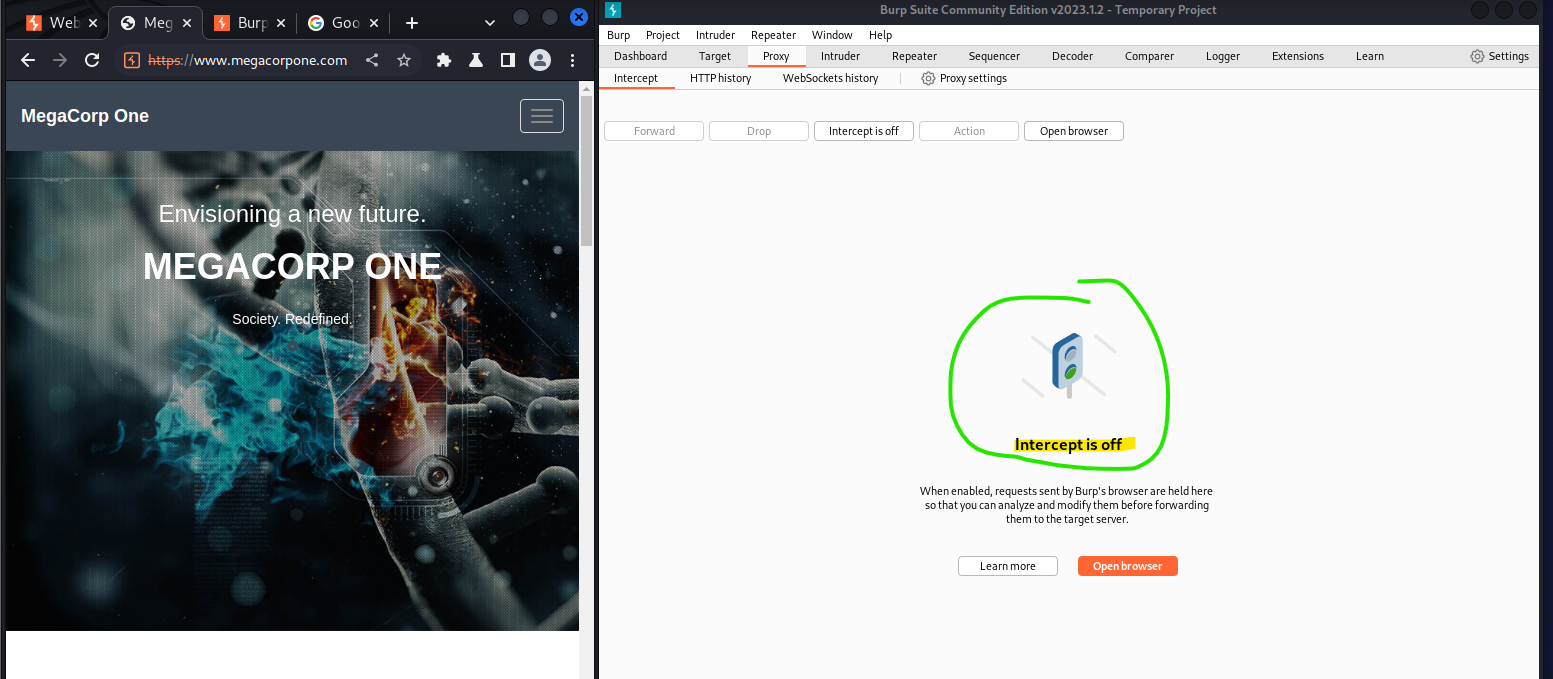 Web
Meg
Burp
Goo
https://www.megacorpone.com
MegaCorp One
Envisioning a new future.
MEGACORP ONE
Society. Redefined.
Burp Suite Community Edition v2023.1.2 - Temporary Project
Burp Project Intruder Repeater Window Help
Dashboard Target Proxy Intruder Repeater Sequencer Decoder Comparer Logger Extensions Learn Settings
Intercept HTTP history WebSockets history Proxy settings
Forward Drop Intercept is off Action Open browser
Intercept is off
When enabled, requests sent by Burp's browser are held here
so that you can analyze and modify them before forwarding
them to the target server.
Learn more Open browser